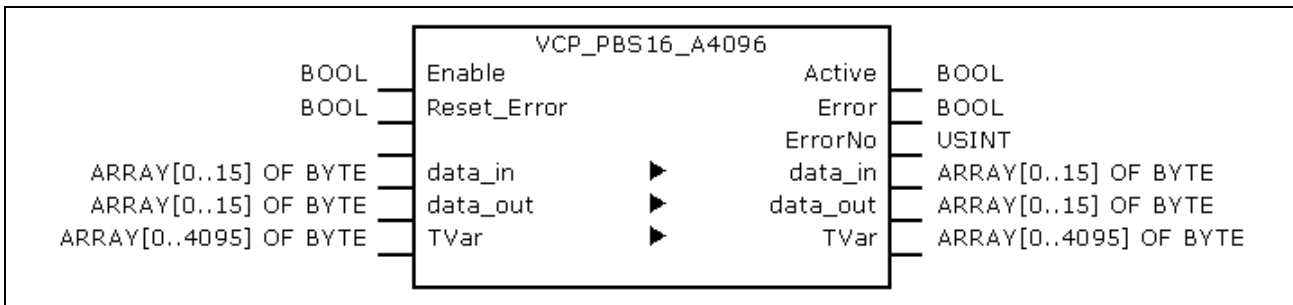 VCP_PBS16_A4096
BOOL Enable Active BOOL
BOOL Reset_Error Error BOOL
ErrorNo USINT
ARRAY[0..15] OF BYTE data_in data_in ARRAY[0..15] OF BYTE
ARRAY[0..15] OF BYTE data_out data_out ARRAY[0..15] OF BYTE
ARRAY[0..4095] OF BYTE TVar TVar ARRAY[0..4095] OF BYTE